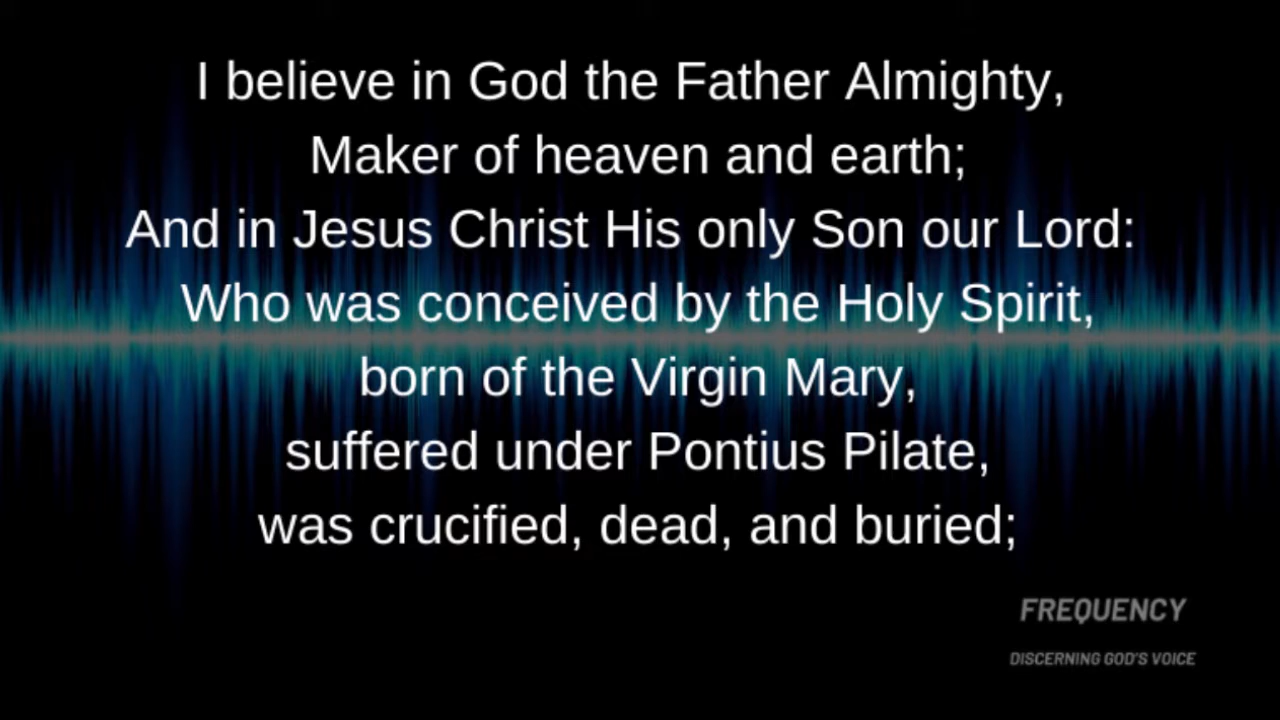 I believe in God the Father Almighty,
Maker of heaven and earth;
And in Jesus Christ His only Son our Lord:
Who was conceived by the Holy Spirit,
born of the Virgin Mary,
suffered under Pontius Pilate,
was crucified, dead, and buried;
FREQUENCY
DISCERNING GOD'S VOICE